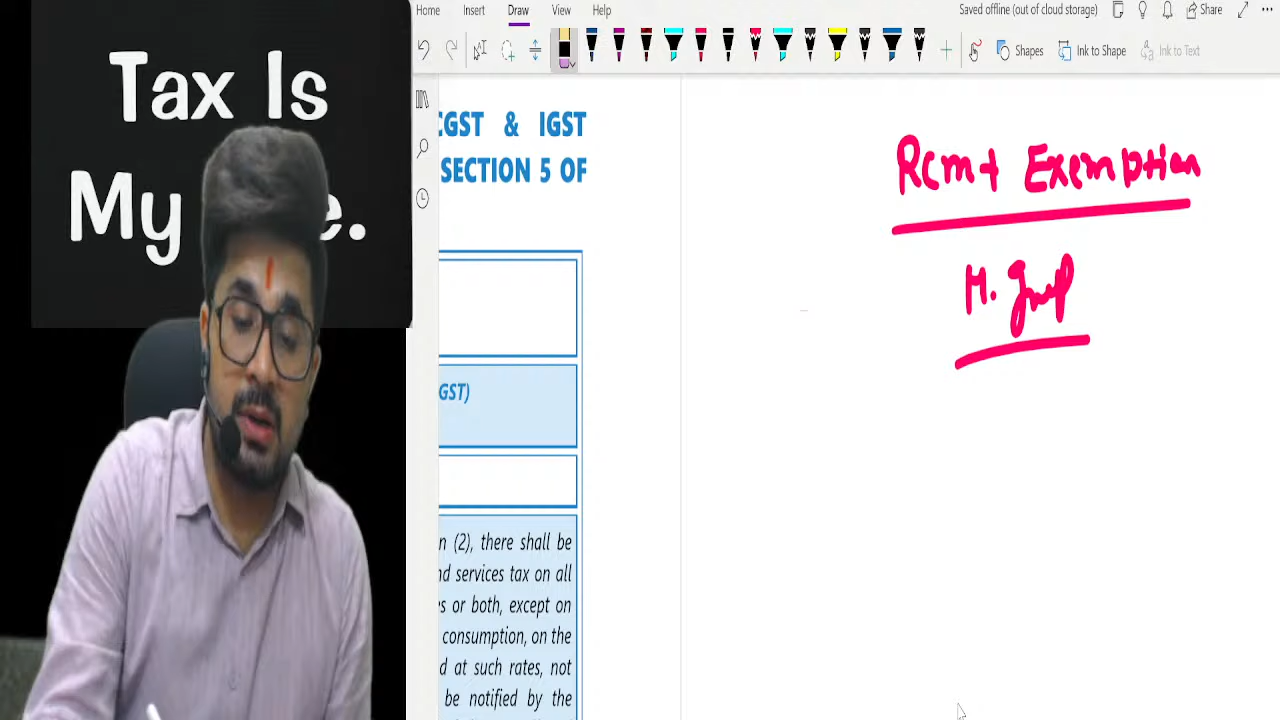 Home Insert Draw View Help
Saved offline (out of cloud storage)
Share
Shapes
Ink to Shape
Ink to Text
Tax Is
My e.
CGST & IGST
SECTION 5 OF
GST)
n (2), there shall be
nd services tax on all
s or both, except on
consumption, on the
d at such rates, not
be notified by the
Rcm + Exemption